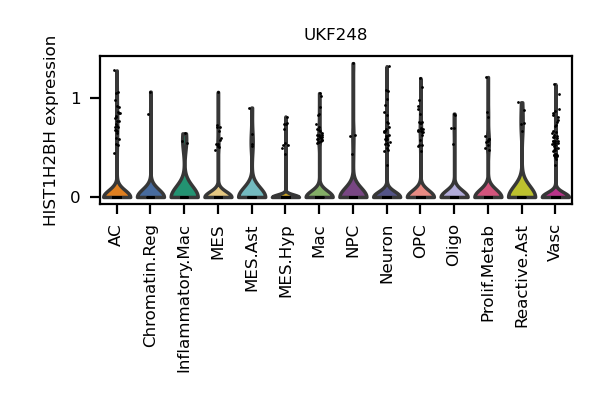 UKF248
HIST1H2BH expression
1
0
AC
Chromatin.Reg
Inflammatory.Mac
MES
MES.Ast
MES.Hyp
Mac
NPC
Neuron
OPC
Oligo
Prolif.Metab
Reactive.Ast
Vasc